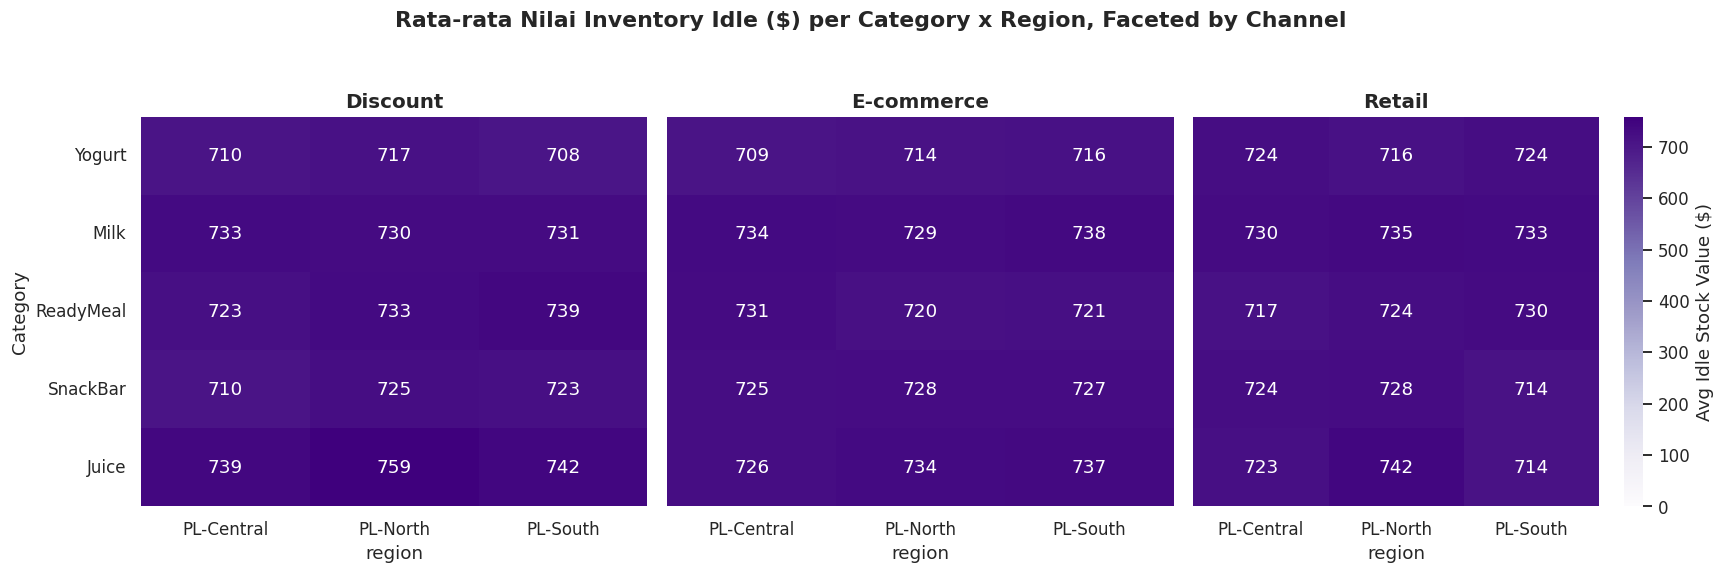 Rata-rata Nilai Inventory Idle ($) per Category x Region, Faceted by Channel
Discount
E-commerce
Retail
Category
Yogurt 710 717 708 709 714 716 724 716 724
Milk 733 730 731 734 729 738 730 735 733
ReadyMeal 723 733 739 731 720 721 717 724 730
SnackBar 710 725 723 725 728 727 724 728 714
Juice 739 759 742 726 734 737 723 742 714
PL-Central PL-North PL-South PL-Central PL-North PL-South PL-Central PL-North PL-South
region region region
700
600
500
400
300
200
100
0
Avg Idle Stock Value ($)